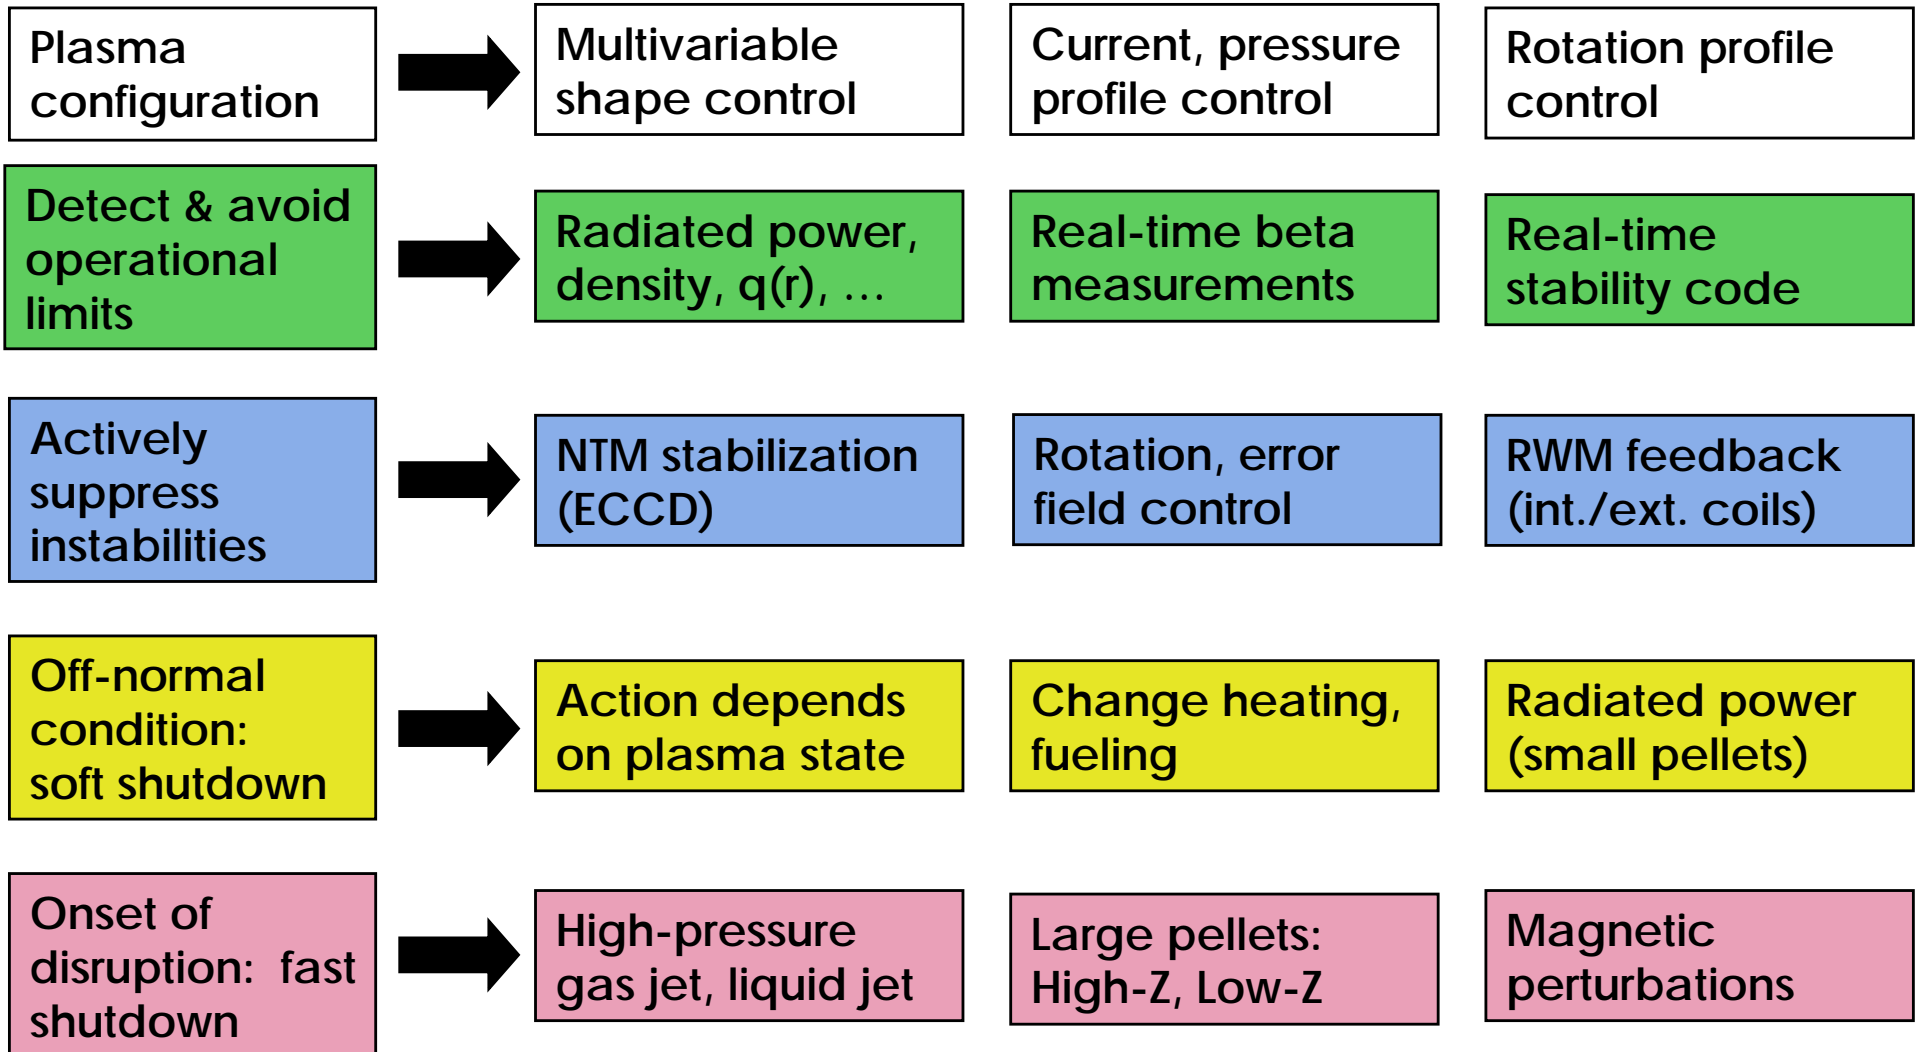 Plasma
configuration
Multivariable
shape control
Current, pressure
profile control
Rotation profile
control
Detect & avoid
operational
limits
Radiated power,
density, q(r), …
Real-time beta
measurements
Real-time
stability code
Actively
suppress
instabilities
NTM stabilization
(ECCD)
Rotation, error
field control
RWM feedback
(int./ext. coils)
Off-normal
condition:
soft shutdown
Action depends
on plasma state
Change heating,
fueling
Radiated power
(small pellets)
Onset of
disruption:  fast
shutdown
High-pressure
gas jet, liquid jet
Large pellets:
High-Z, Low-Z
Magnetic
perturbations